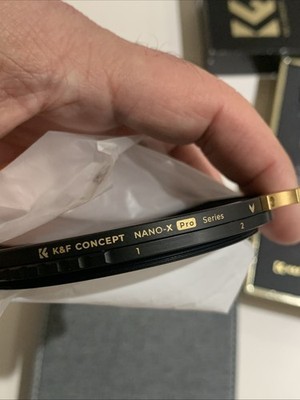 K&F CONCEPT NANO-X Pro Series
1 2